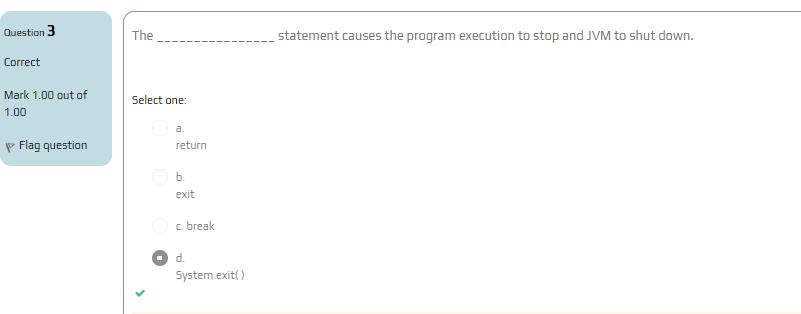 Question 3
Correct
Mark 1.00 out of
1.00
Flag question
The ________________ statement causes the program execution to stop and JVM to shut down.
Select one:
a.
return
b.
exit
c. break
d.
System.exit( )